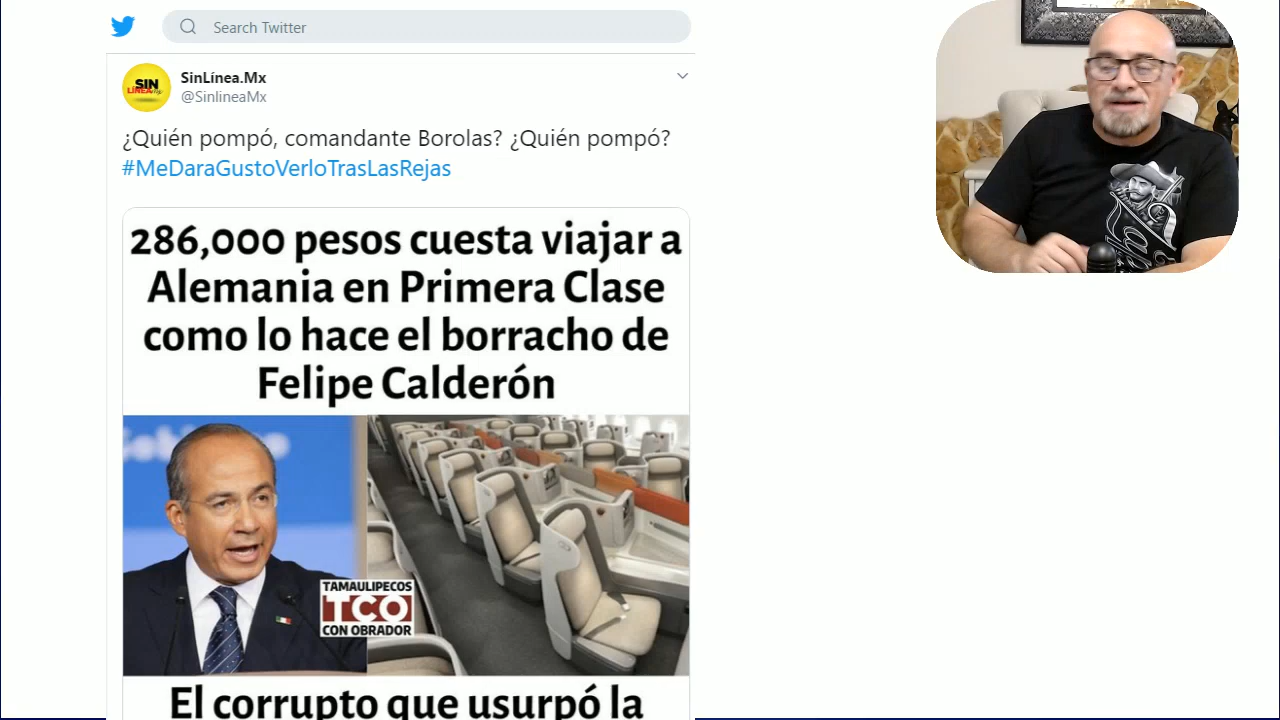 Search Twitter
SIN
LINEA
SinLínea.Mx
@SinlineaMx
¿Quién pompó, comandante Borolas? ¿Quién pompó?
#MeDaraGustoVerloTrasLasRejas
286,000 pesos cuesta viajar a
Alemania en Primera Clase
como lo hace el borracho de
Felipe Calderón
TAMAULIPECOS
TCO
CON OBRADOR
El corrupto que usurpó la